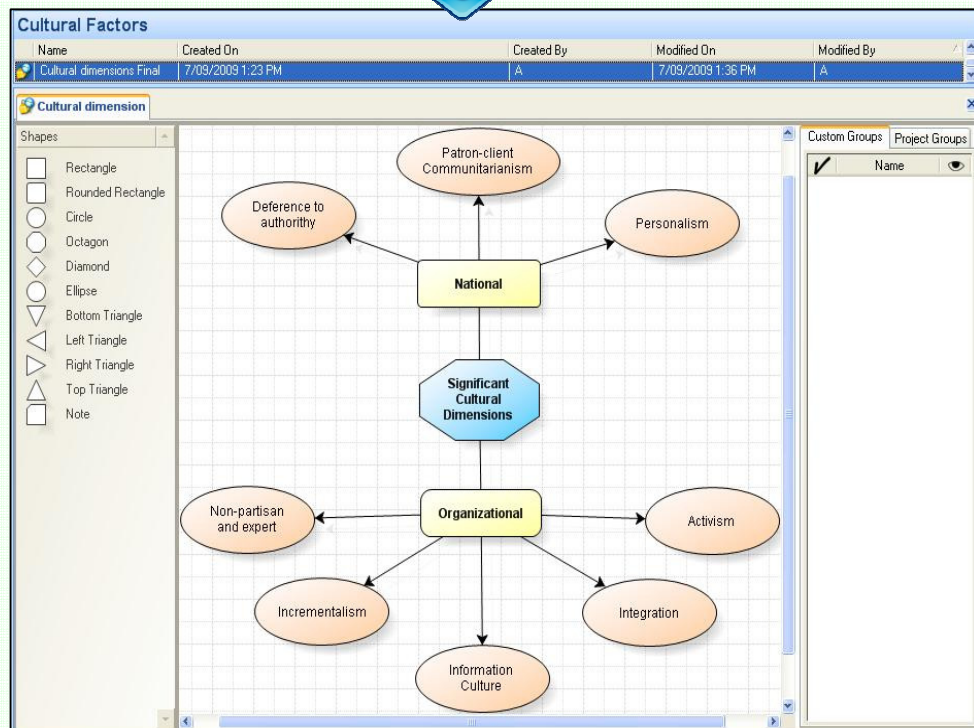 Cultural Factors
Name Created On Created By Modified On Modified By
Cultural dimensions Final 7/09/2009 1:23 PM A 7/09/2009 1:36 PM A
Cultural dimension
Shapes
Rectangle
Rounded Rectangle
Circle
Octagon
Diamond
Ellipse
Bottom Triangle
Left Triangle
Right Triangle
Top Triangle
Note
Patron-client
Communitarianism
Deference to
authorithy
Personalism
National
Significant
Cultural
Dimensions
Organizational
Non-partisan
and expert
Activism
Incrementalism
Integration
Information
Culture
Custom Groups Project Groups
Name